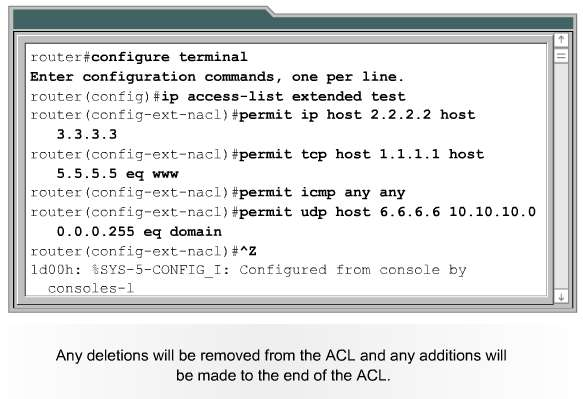 router#configure terminal
Enter configuration commands, one per line.
router(config)#ip access-list extended test
router(config-ext-nacl)#permit ip host 2.2.2.2 host
3.3.3.3
router(config-ext-nacl)#permit tcp host 1.1.1.1 host
5.5.5.5 eq www
router(config-ext-nacl)#permit icmp any any
router(config-ext-nacl)#permit udp host 6.6.6.6 10.10.10.0
0.0.0.255 eq domain
router(config-ext-nacl)#^Z
1d00h: %SYS-5-CONFIG_I: Configured from console by
consoles-l
Any deletions will be removed from the ACL and any additions will
be made to the end of the ACL.